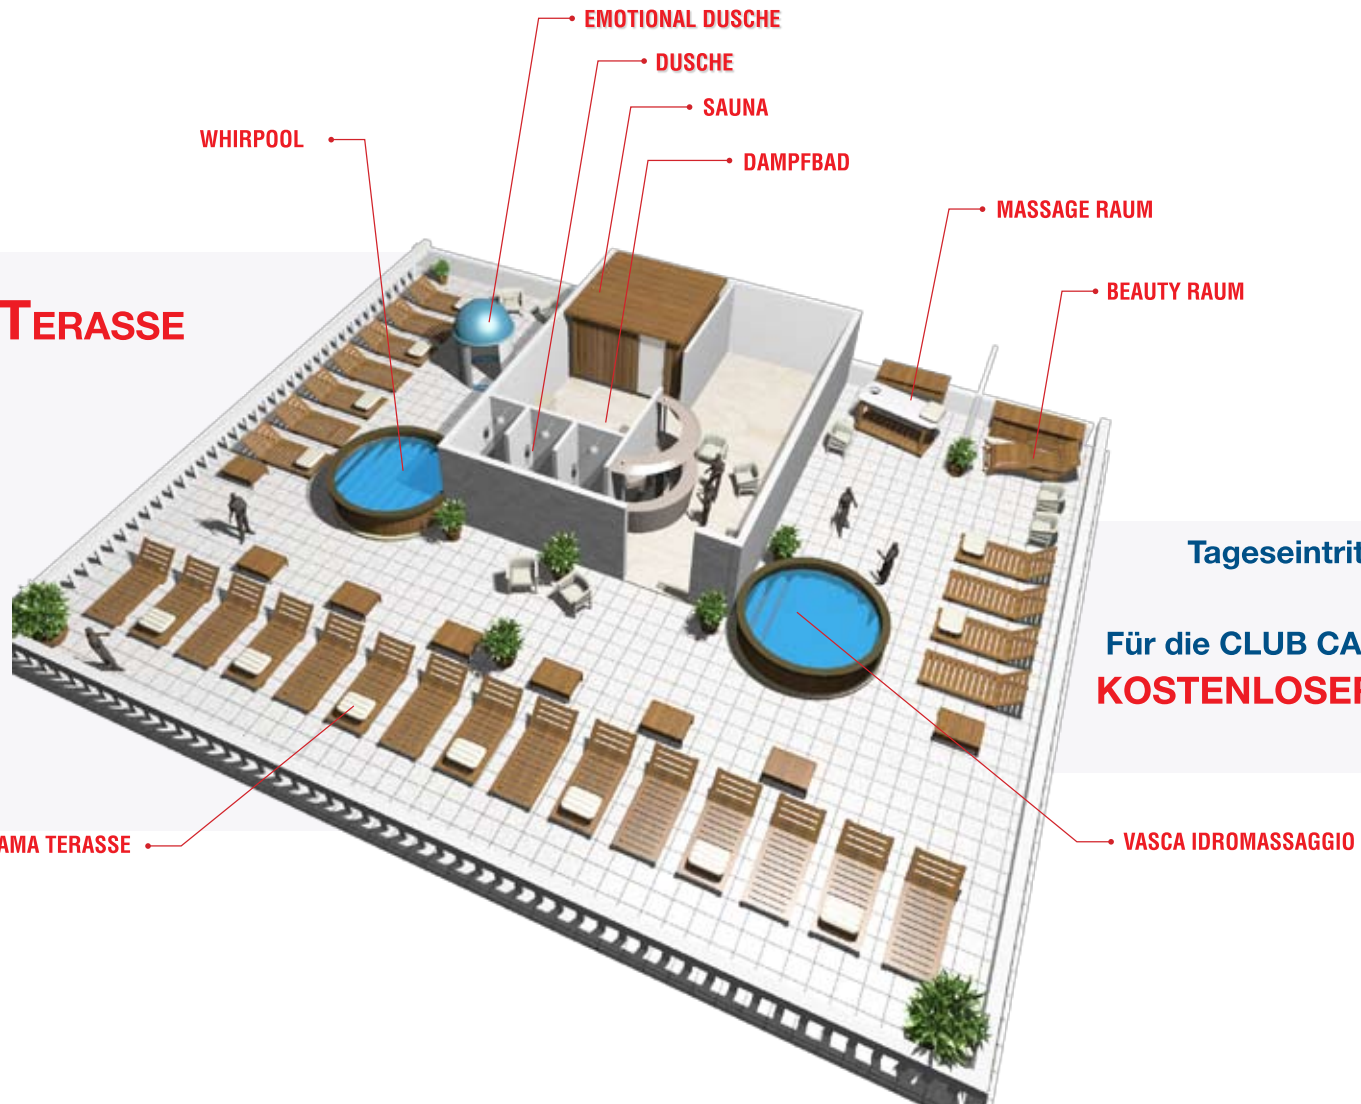 EMOTIONAL DUSCHE
DUSCHE
SAUNA
WHIRPOOL
DAMPFBAD
MASSAGE RAUM
BEAUTY RAUM
TERASSE
Tageseintrit
Für die CLUB CA
KOSTENLOSER
AMA TERASSE
VASCA IDROMASSAGGIO